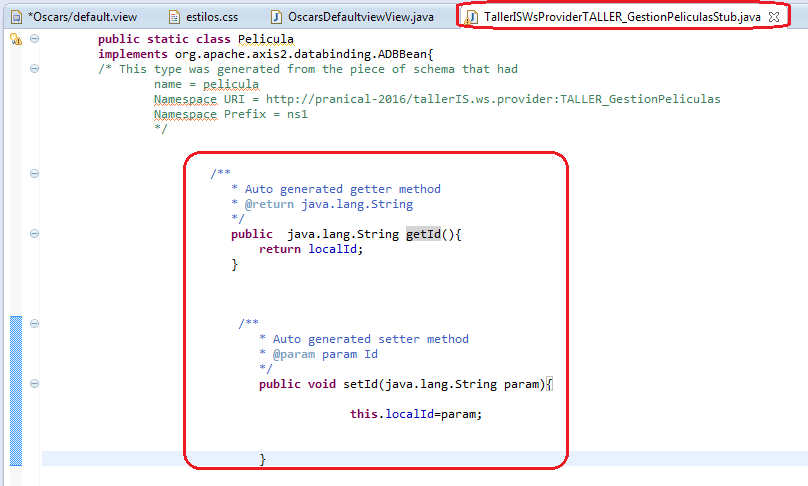 *Oscars/default.view
estilos.css
OscarsDefaultviewView.java
TallerISWsProviderTALLER_GestionPeliculasStub.java
public static class Pelicula
implements org.apache.axis2.databinding.ADBBean{
/* This type was generated from the piece of schema that had
name = pelicula
Namespace URI = http://pranical-2016/tallerIS.ws.provider:TALLER_GestionPeliculas
Namespace Prefix = ns1
*/
/**
* Auto generated getter method
* @return java.lang.String
*/
public  java.lang.String getId(){
return localId;
}
/**
* Auto generated setter method
* @param param Id
*/
public void setId(java.lang.String param){
this.localId=param;
}